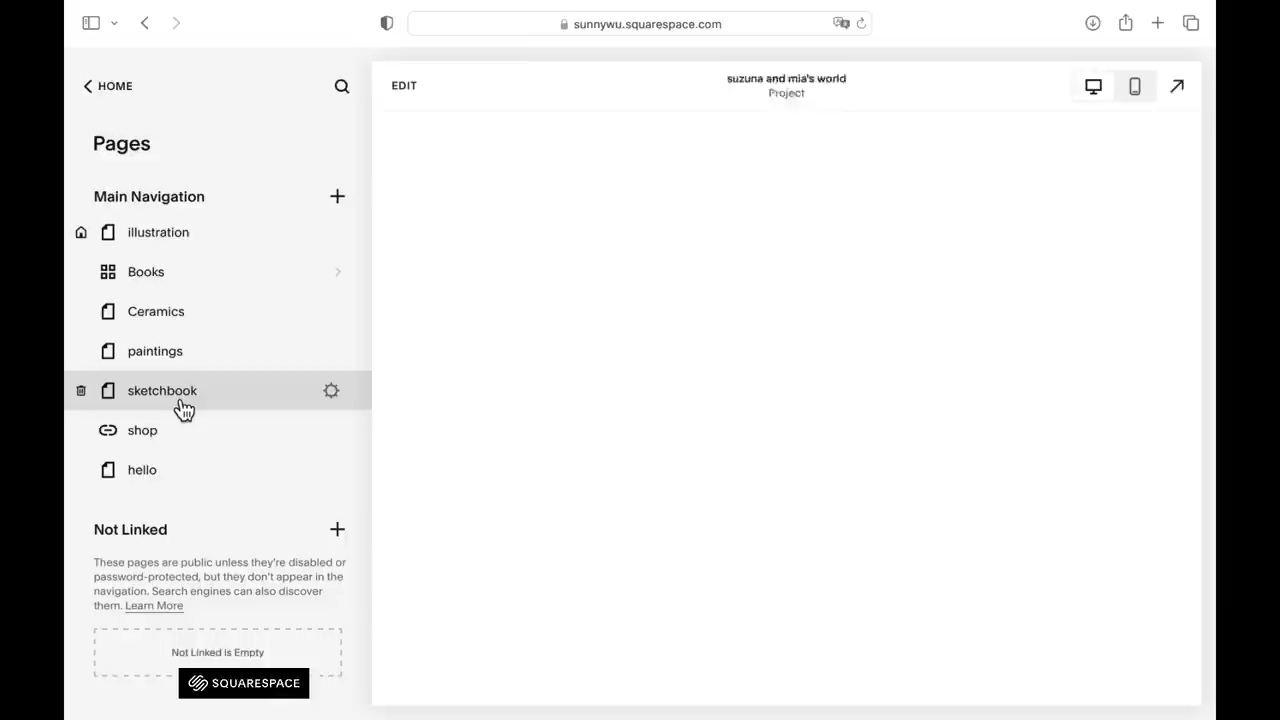 sunnywu.squarespace.com
HOME
EDIT
suzuna and mia's world
Project
Pages
Main Navigation
illustration
Books
Ceramics
paintings
sketchbook
shop
hello
Not Linked
These pages are public unless they're disabled or
password-protected, but they don't appear in the
navigation. Search engines can also discover
them. Learn More
Not Linked is Empty
SQUARESPACE